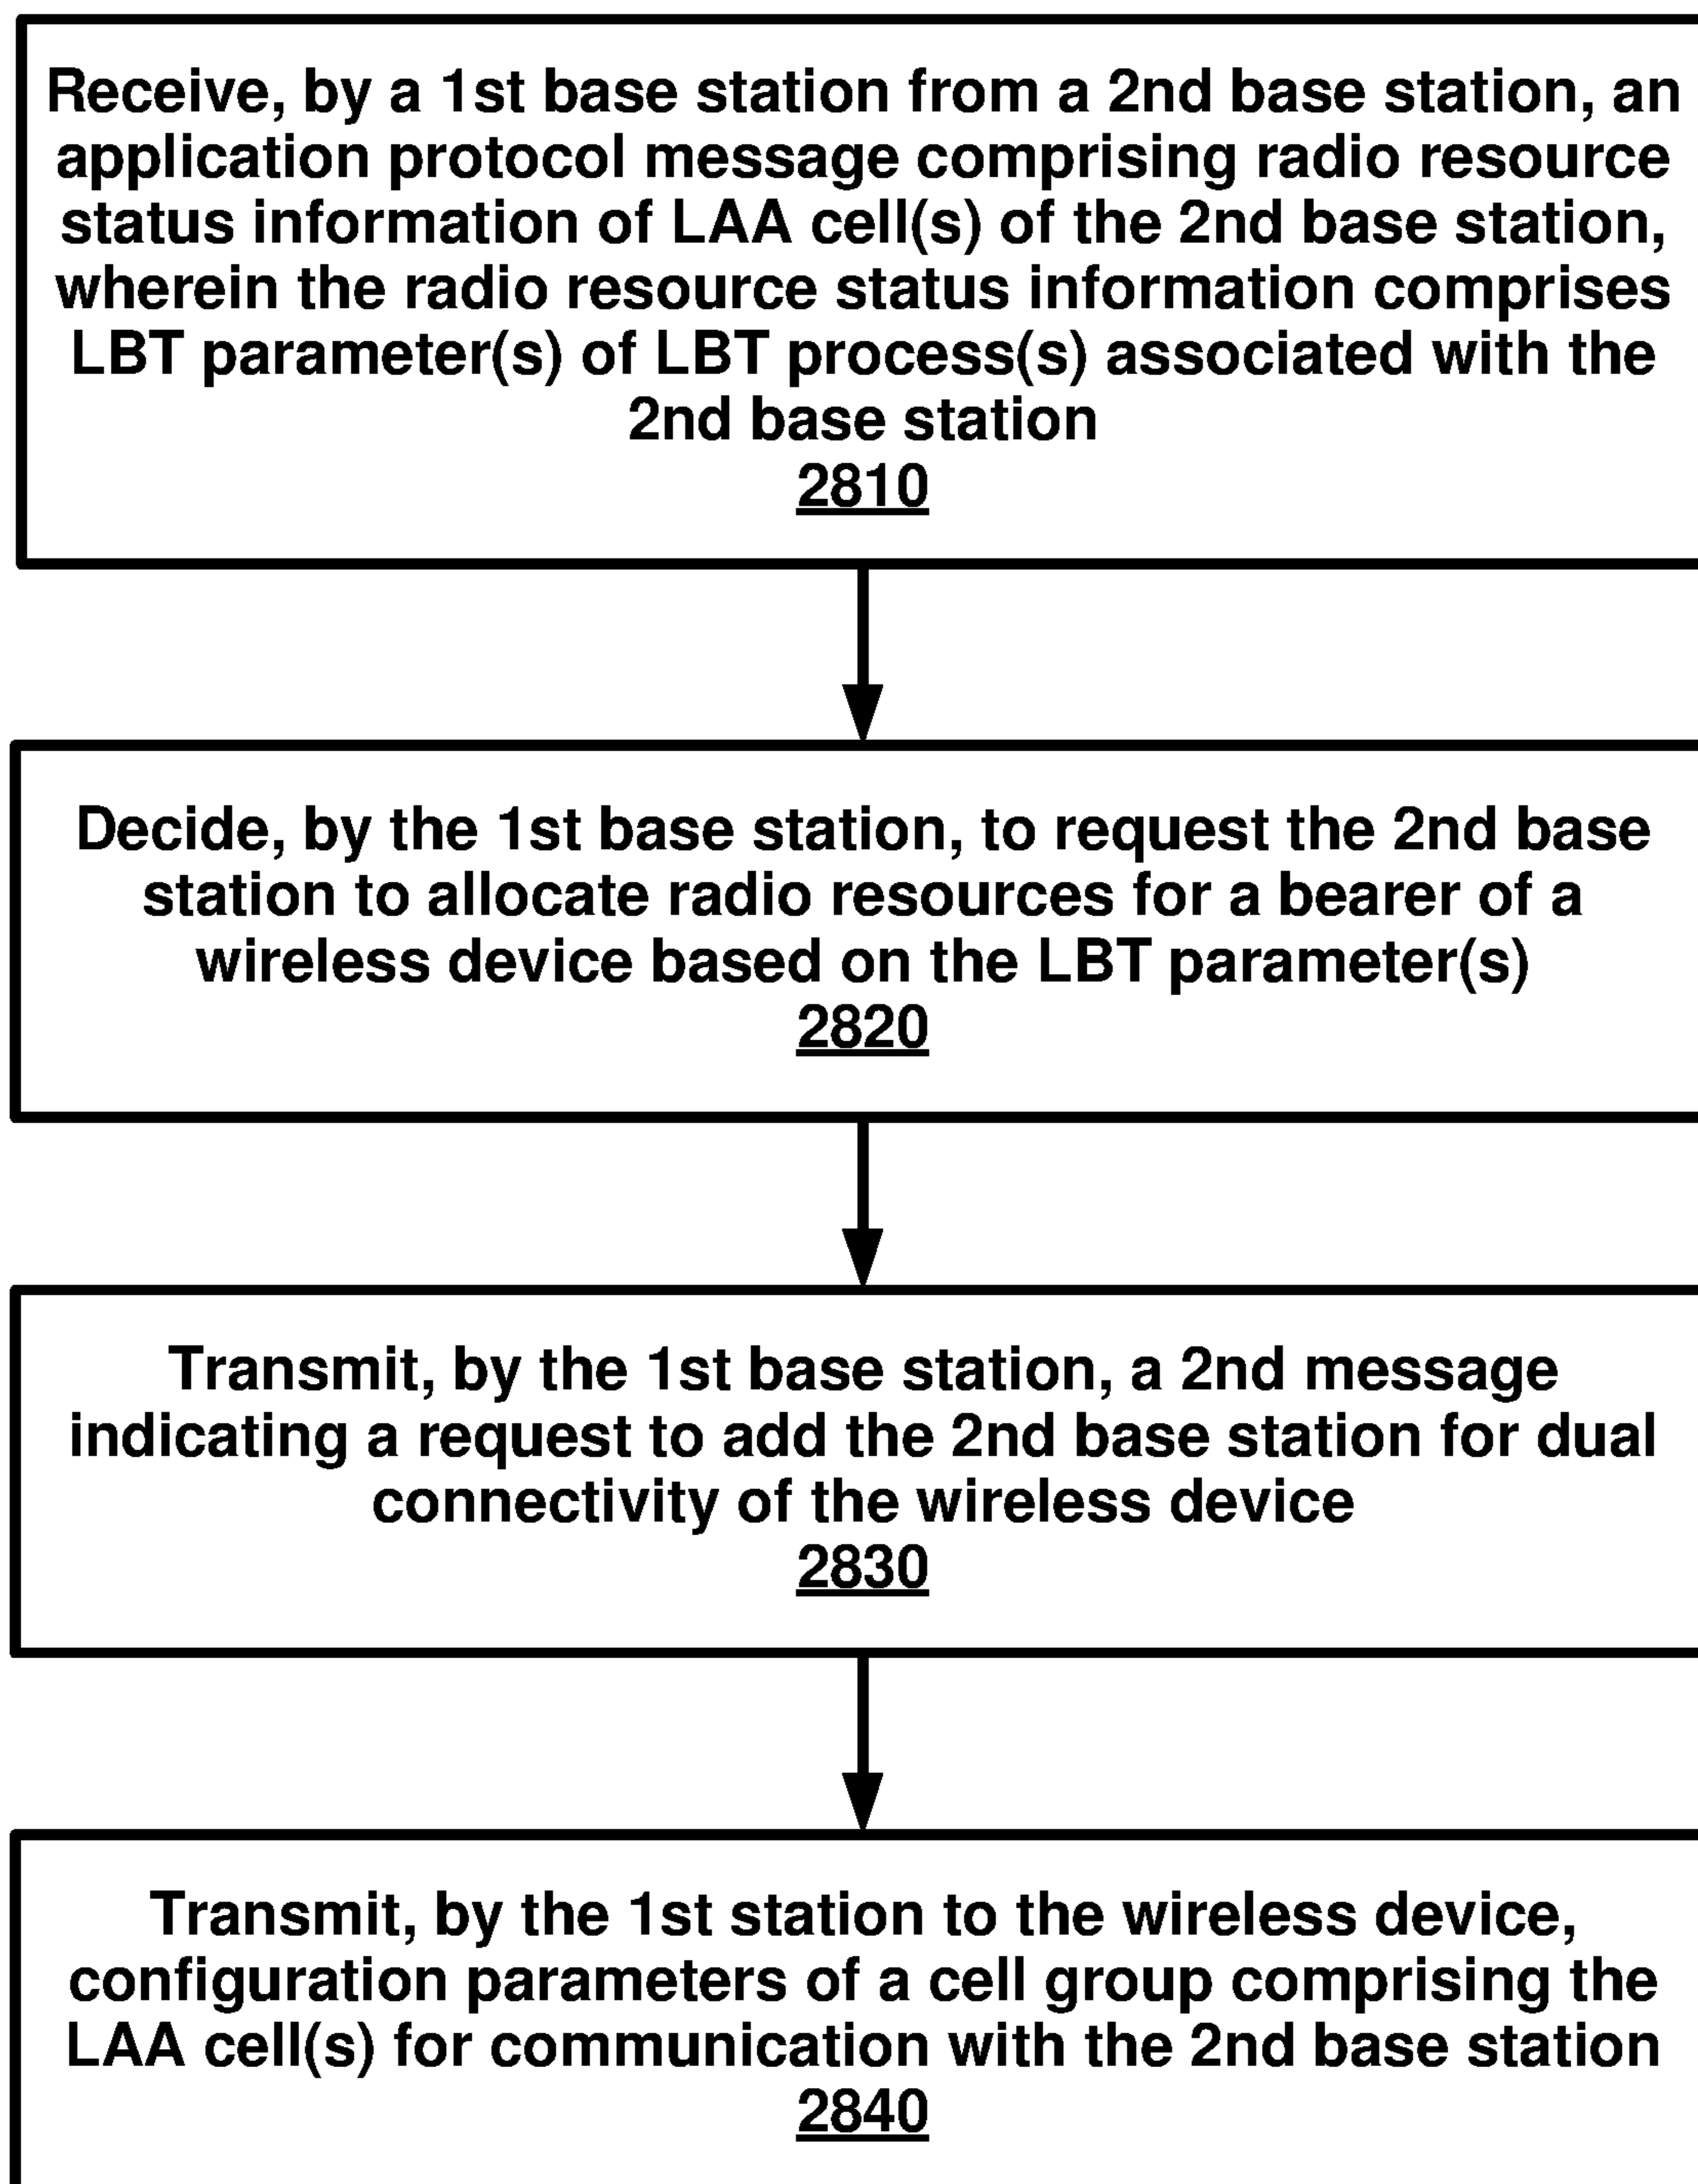 Receive, by a 1st base station from a 2nd base station, an
application protocol message comprising radio resource
status information of LAA cell(s) of the 2nd base station,
wherein the radio resource status information comprises
LBT parameter(s) of LBT process(s) associated with the
2nd base station
2810
Decide, by the 1st base station, to request the 2nd base
station to allocate radio resources for a bearer of a
wireless device based on the LBT parameter(s)
2820
Transmit, by the 1st base station, a 2nd message
indicating a request to add the 2nd base station for dual
connectivity of the wireless device
2830
Transmit, by the 1st station to the wireless device,
configuration parameters of a cell group comprising the
LAA cell(s) for communication with the 2nd base station
2840